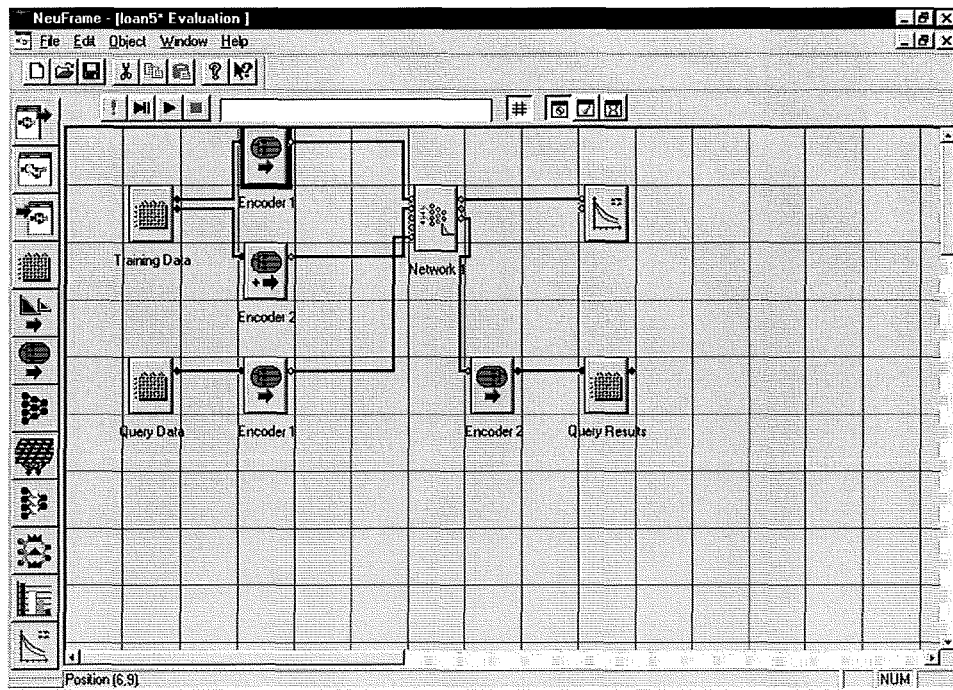 NeuFrame - [loan5* Evaluation ]
File Edit Object Window Help
Encoder 1
Training Data
Network 1
Encoder 2
Query Data Encoder 1 Encoder 2 Query Results
Position (6,9) NUM